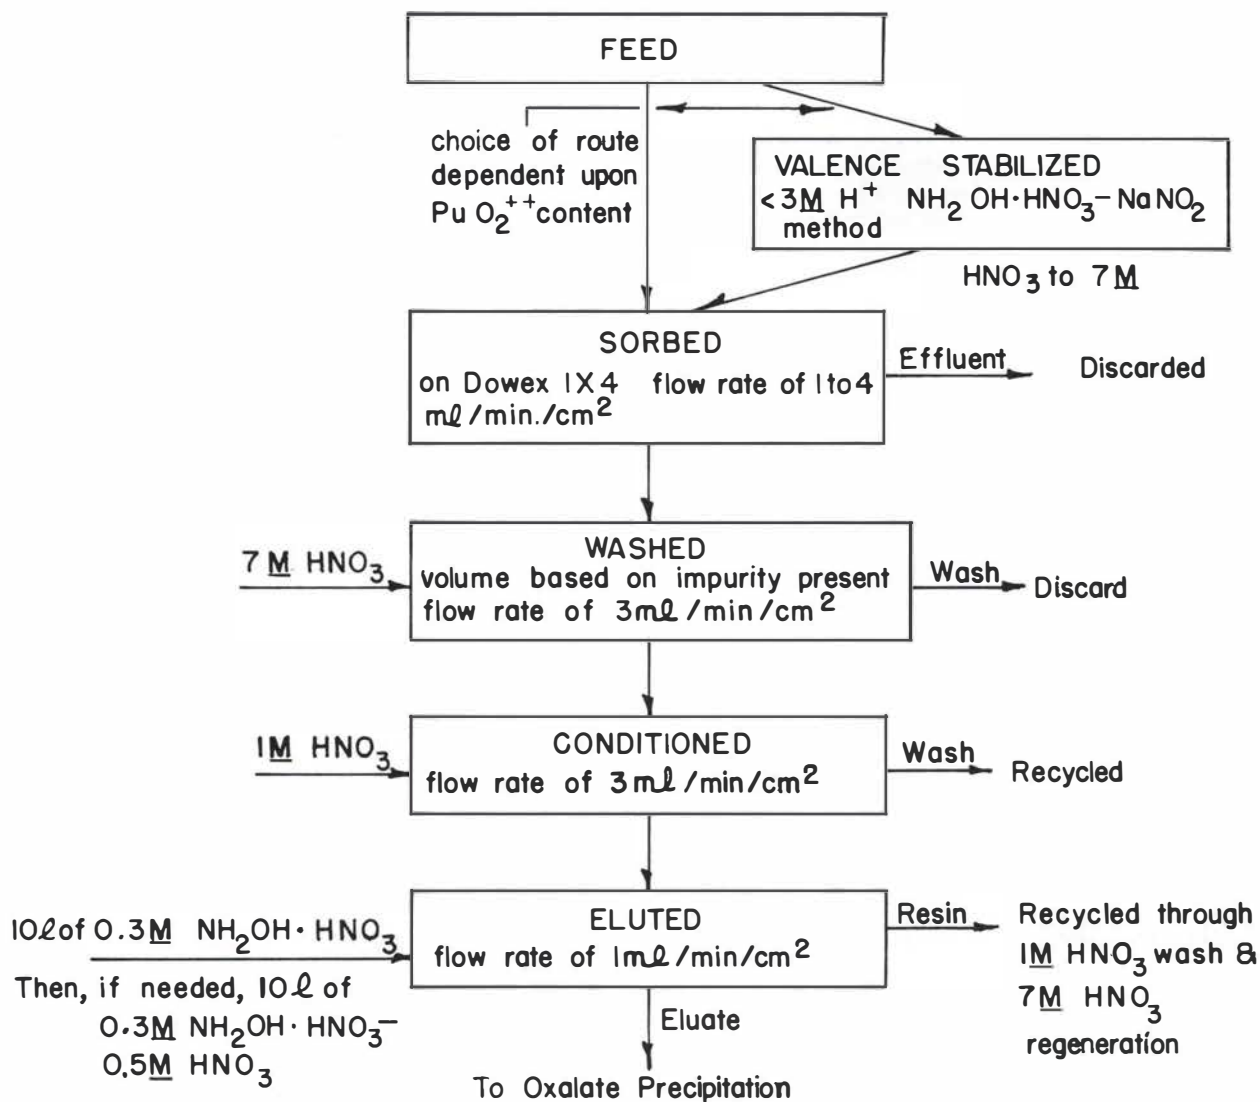 FEED
choice of route
dependent upon
PuO₂⁺⁺ content
VALENCE STABILIZED
<3M H⁺ NH₂OH·HNO₃–NaNO₂
method
HNO₃ to 7M
SORBED
on Dowex 1X4 flow rate of 1 to 4
ml/min./cm²
Effluent
Discarded
7M HNO₃
WASHED
volume based on impurity present
flow rate of 3ml/min/cm²
Wash
Discard
1M HNO₃
CONDITIONED
flow rate of 3ml/min/cm²
Wash
Recycled
10l of 0.3M NH₂OH·HNO₃
Then, if needed, 10l of
0.3M NH₂OH·HNO₃–
0.5M HNO₃
ELUTED
flow rate of 1ml/min/cm²
Resin
Recycled through
1M HNO₃ wash &
7M HNO₃
regeneration
Eluate
To Oxalate Precipitation